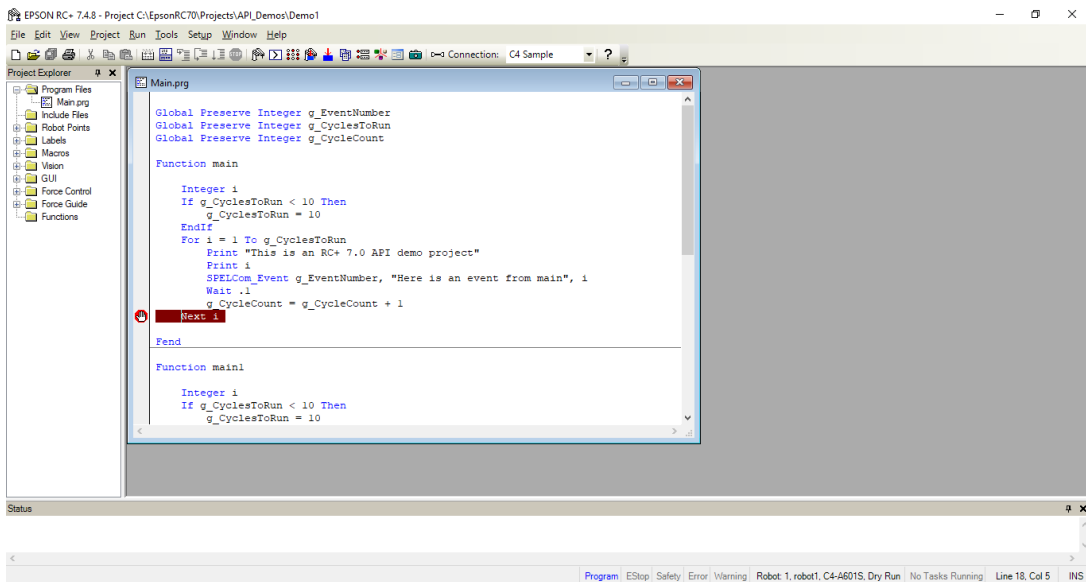 EPSON RC+ 7.4.8 - Project C:\EpsonRC70\Projects\API_Demos\Demo1
File Edit View Project Run Tools Setup Window Help
Connection: C4 Sample
Project Explorer
Program Files
Main.prg
Include Files
Robot Points
Labels
Macros
Vision
GUI
Force Control
Force Guide
Functions
Main.prg
Global Preserve Integer g_EventNumber
Global Preserve Integer g_CyclesToRun
Global Preserve Integer g_CycleCount
Function main
Integer i
If g_CyclesToRun < 10 Then
g_CyclesToRun = 10
EndIf
For i = 1 To g_CyclesToRun
Print "This is an RC+ 7.0 API demo project"
Print i
SPELCom_Event g_EventNumber, "Here is an event from main", i
Wait .1
g_CycleCount = g_CycleCount + 1
Next i
Fend
Function main1
Integer i
If g_CyclesToRun < 10 Then
g_CyclesToRun = 10
Status
Program EStop Safety Error Warning Robot: 1, robot1, C4-A601S, Dry Run No Tasks Running Line 18, Col 5 INS